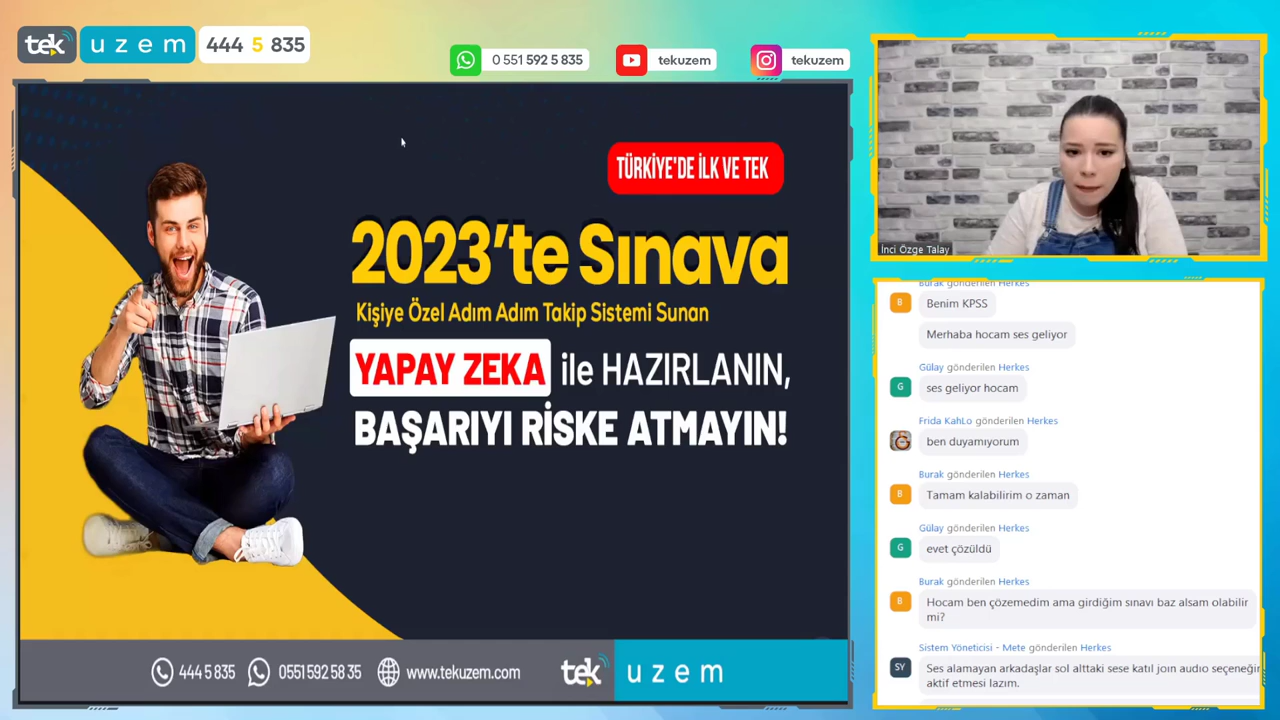 tek uzem 444 5 835
0 551 592 5 835
tekuzem
tekuzem
TÜRKİYE'DE İLK VE TEK
2023'te Sınava
Kişiye Özel Adım Adım Takip Sistemi Sunan
YAPAY ZEKA ile HAZIRLANIN,
BAŞARIYI RİSKE ATMAYIN!
444 5 835
0551 592 58 35
www.tekuzem.com
tek uzem
İnci Özge Talay
Burak gönderilen Herkes
B
Benim KPSS
Merhaba hocam ses geliyor
Gülay gönderilen Herkes
G
ses geliyor hocam
Frida KahLo gönderilen Herkes
ben duyamıyorum
Burak gönderilen Herkes
B
Tamam kalabilirim o zaman
Gülay gönderilen Herkes
G
evet çözüldü
Burak gönderilen Herkes
B
Hocam ben çözemedim ama girdiğim sınavı baz alsam olabilir
mi?
Sistem Yöneticisi - Mete gönderilen Herkes
SY
Ses alamayan arkadaşlar sol alttaki sese katıl joın audıo seçeneğin
aktif etmesi lazım.